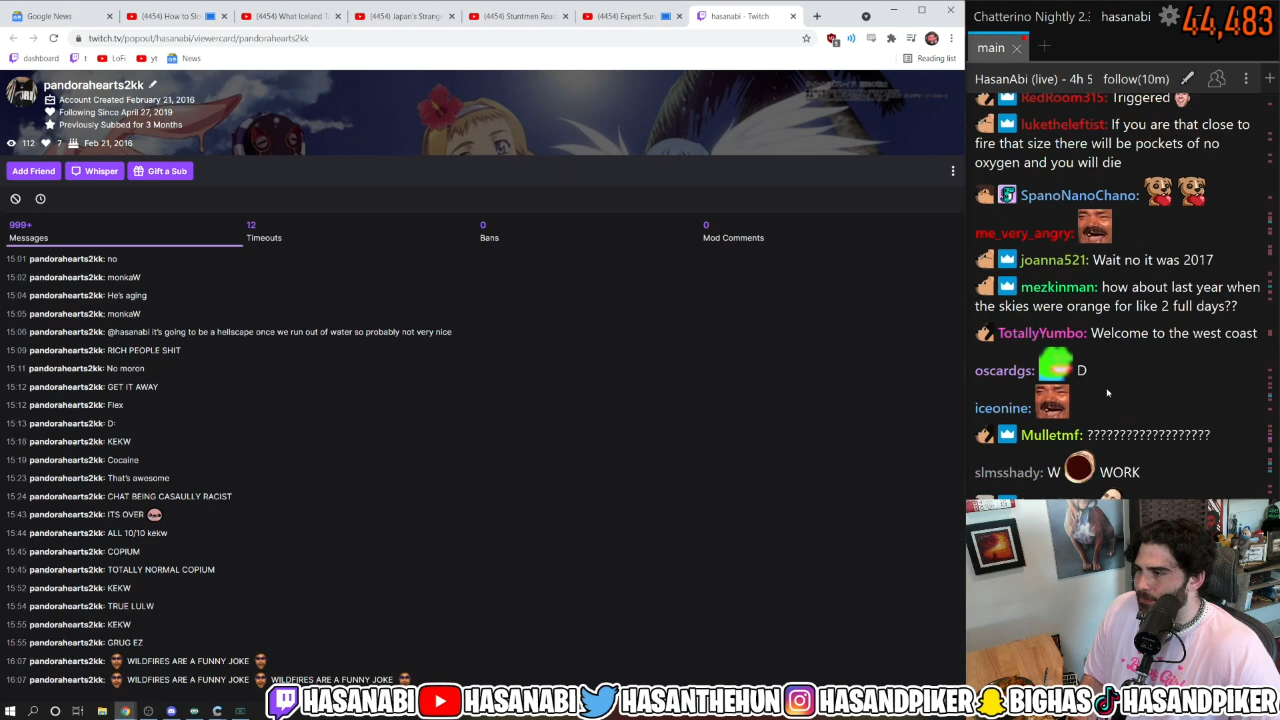 Google News
(4454) How to Slo
(4454) What Iceland T
(4454) Japan's Strang
(4454) Stuntmen Rea
(4454) Expert Sur
hasanabi - Twitch
twitch.tv/popout/hasanabi/viewercard/pandorahearts2kk
dashboard
t
LoFi
yt
News
Reading list
pandorahearts2kk
Account Created February 21, 2016
Following Since April 27, 2019
Previously Subbed for 3 Months
112
7
Feb 21, 2016
Add Friend
Whisper
Gift a Sub
999+
Messages
12
Timeouts
0
Bans
0
Mod Comments
15:01 pandorahearts2kk: no
15:02 pandorahearts2kk: monkaW
15:04 pandorahearts2kk: He's aging
15:05 pandorahearts2kk: monkaW
15:06 pandorahearts2kk: @hasanabi it's going to be a hellscape once we run out of water so probably not very nice
15:09 pandorahearts2kk: RICH PEOPLE SHIT
15:11 pandorahearts2kk: No moron
15:12 pandorahearts2kk: GET IT AWAY
15:12 pandorahearts2kk: Flex
15:13 pandorahearts2kk: D:
15:18 pandorahearts2kk: KEKW
15:19 pandorahearts2kk: Cocaine
15:23 pandorahearts2kk: That's awesome
15:24 pandorahearts2kk: CHAT BEING CASAULLY RACIST
15:43 pandorahearts2kk: ITS OVER
15:44 pandorahearts2kk: ALL 10/10 kekw
15:45 pandorahearts2kk: COPIUM
15:45 pandorahearts2kk: TOTALLY NORMAL COPIUM
15:52 pandorahearts2kk: KEKW
15:54 pandorahearts2kk: TRUE LULW
15:55 pandorahearts2kk: KEKW
15:55 pandorahearts2kk: GRUG EZ
16:07 pandorahearts2kk: WILDFIRES ARE A FUNNY JOKE
16:07 pandorahearts2kk: WILDFIRES ARE A FUNNY JOKE WILDFIRES ARE A FUNNY JOKE
Chatterino Nightly 2.
hasanabi
44,483
main
HasanAbi (live) - 4h 5
follow(10m)
RedRoom315: Triggered
luketheleftist: If you are that close to
fire that size there will be pockets of no
oxygen and you will die
SpanoNanoChano:
me_very_angry:
joanna521: Wait no it was 2017
mezkinman: how about last year when
the skies were orange for like 2 full days??
TotallyYumbo: Welcome to the west coast
oscardgs: D
iceonine:
Mulletmf: ???????????????????
slmsshady: W WORK
HASANABI
HASANABI
HASANTHEHUN
HASANDPIKER
BIGHAS
HASANDPIKER